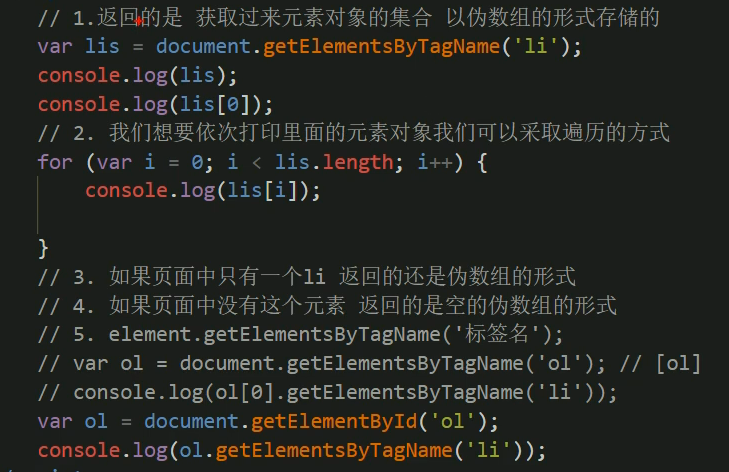 // 1.返回的是 获取过来元素对象的集合 以伪数组的形式存储的
var lis = document.getElementsByTagName('li');
console.log(lis);
console.log(lis[0]);
// 2. 我们想要依次打印里面的元素对象我们可以采取遍历的方式
for (var i = 0; i < lis.length; i++) {
    console.log(lis[i]);
}
// 3. 如果页面中只有一个li 返回的还是伪数组的形式
// 4. 如果页面中没有这个元素 返回的是空的伪数组的形式
// 5. element.getElementsByTagName('标签名');
// var ol = document.getElementsByTagName('ol'); // [ol]
// console.log(ol[0].getElementsByTagName('li'));
var ol = document.getElementById('ol');
console.log(ol.getElementsByTagName('li'));